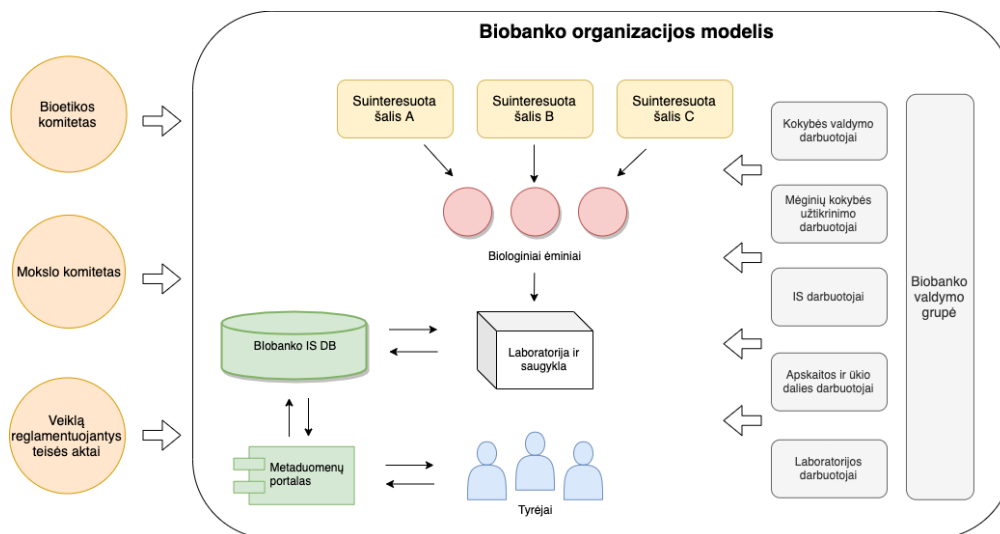 Biobanko organizacijos modelis
Bioetikos
komitetas
Mokslo komitetas
Veiklą
reglamentuojantys
teisės aktai
Suinteresuota
šalis A
Suinteresuota
šalis B
Suinteresuota
šalis C
Biologiniai ėminiai
BIobanko IS DB
Laboratorija ir
saugykla
Metaduomenų
portalas
Tyrėjai
Kokybės valdymo
darbuotojai
Mėginių kokybės
užtikrinimo
darbuotojai
IS darbuotojai
Apskaitos ir ūkio
dalies darbuotojai
Laboratorijos
darbuotojai
Biobanko
valdymo
grupė